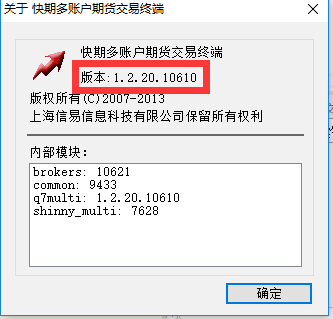 关于 快期多账户期货交易终端
快期多账户期货交易终端
版本:1.2.20.10610
版权所有(C)2007-2013
上海信易信息科技有限公司保留所有权利
内部模块:
brokers: 10621
common: 9433
q7multi: 1.2.20.10610
shinny_multi: 7628
确定